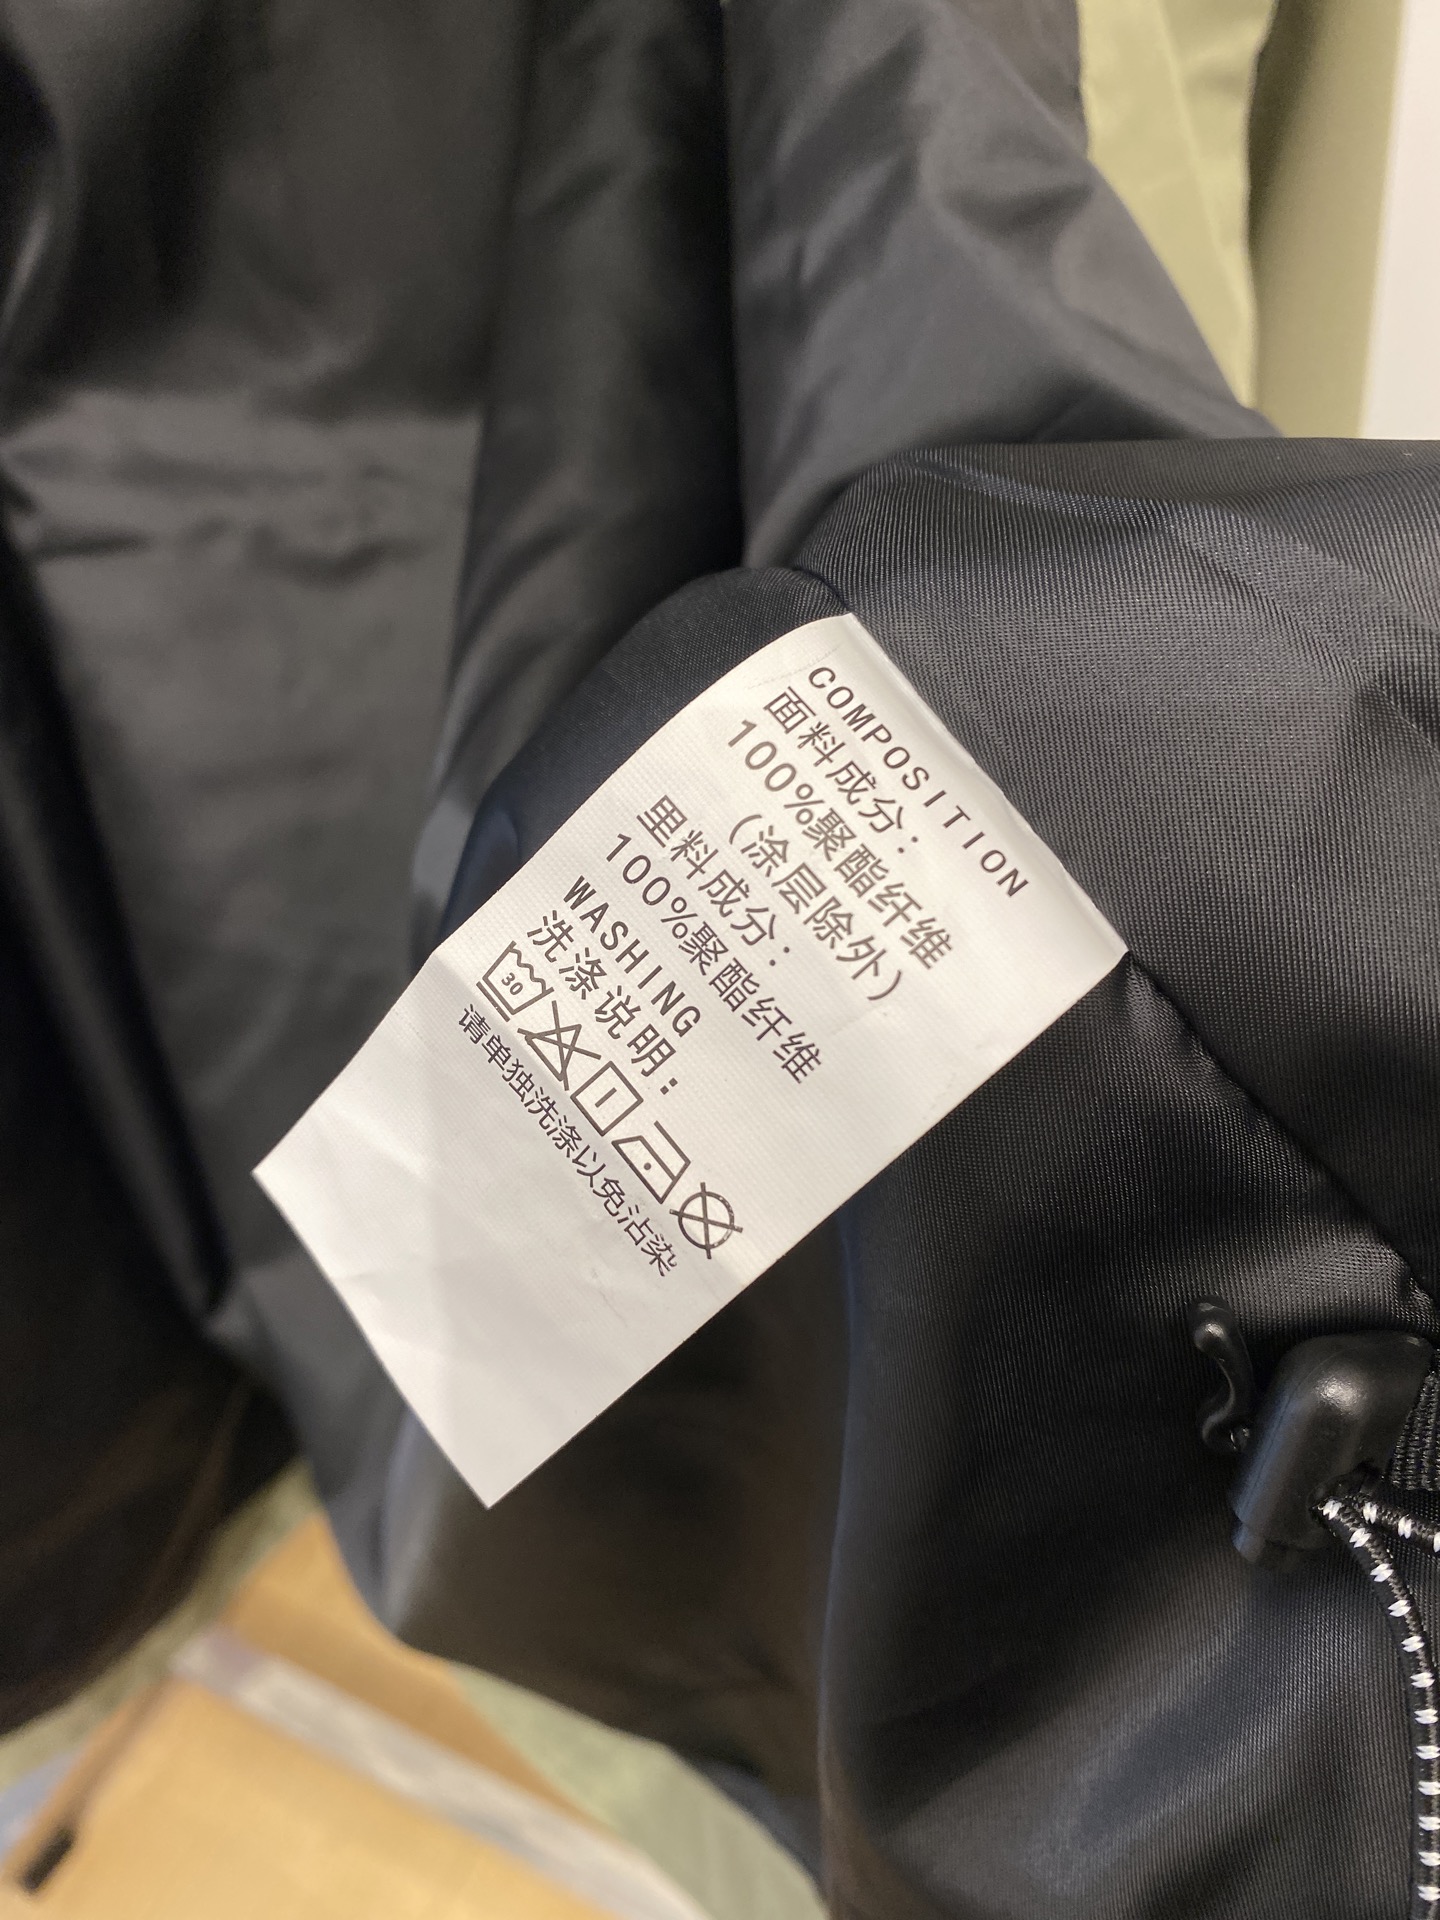 COMPOSITION
面料成分：
100%聚酯纤维
（涂层除外）
里料成分：
100%聚酯纤维
WASHING
洗涤说明：
30
请单独洗涤以免沾染